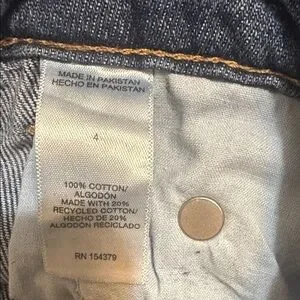 MADE IN PAKISTAN
HECHO EN PAKISTAN
4
100% COTTON/
ALGODÓN
MADE WITH 20%
RECYCLED COTTON/
HECHO DE 20%
ALGODÓN RECICLADO
RN 154379